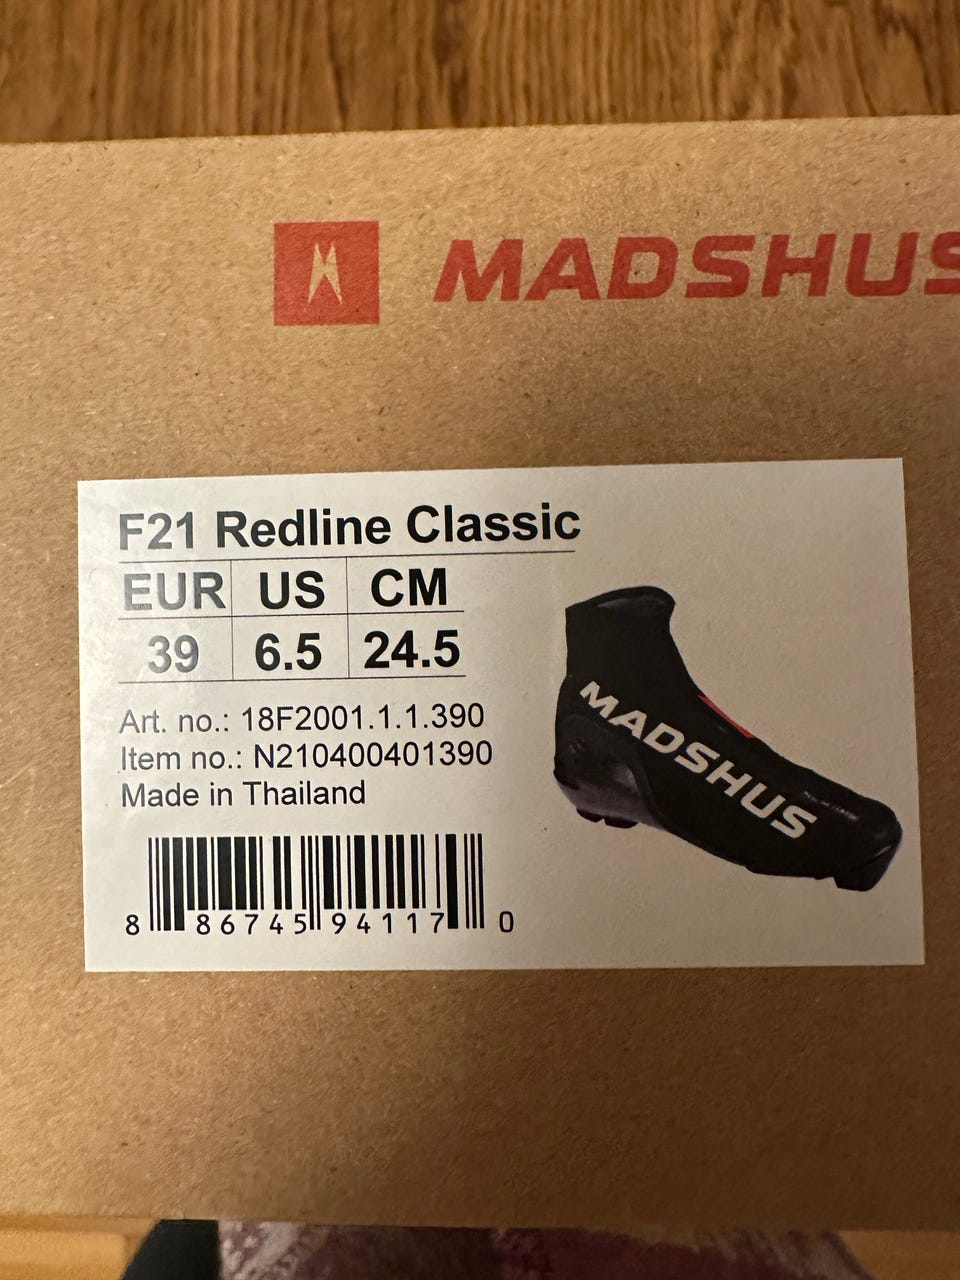 MADSHUS
F21 Redline Classic
EUR US CM
39 6.5 24.5
Art. no.: 18F2001.1.1.390
Item no.: N210400401390
Made in Thailand
8 86745 94117 0
MADSHUS